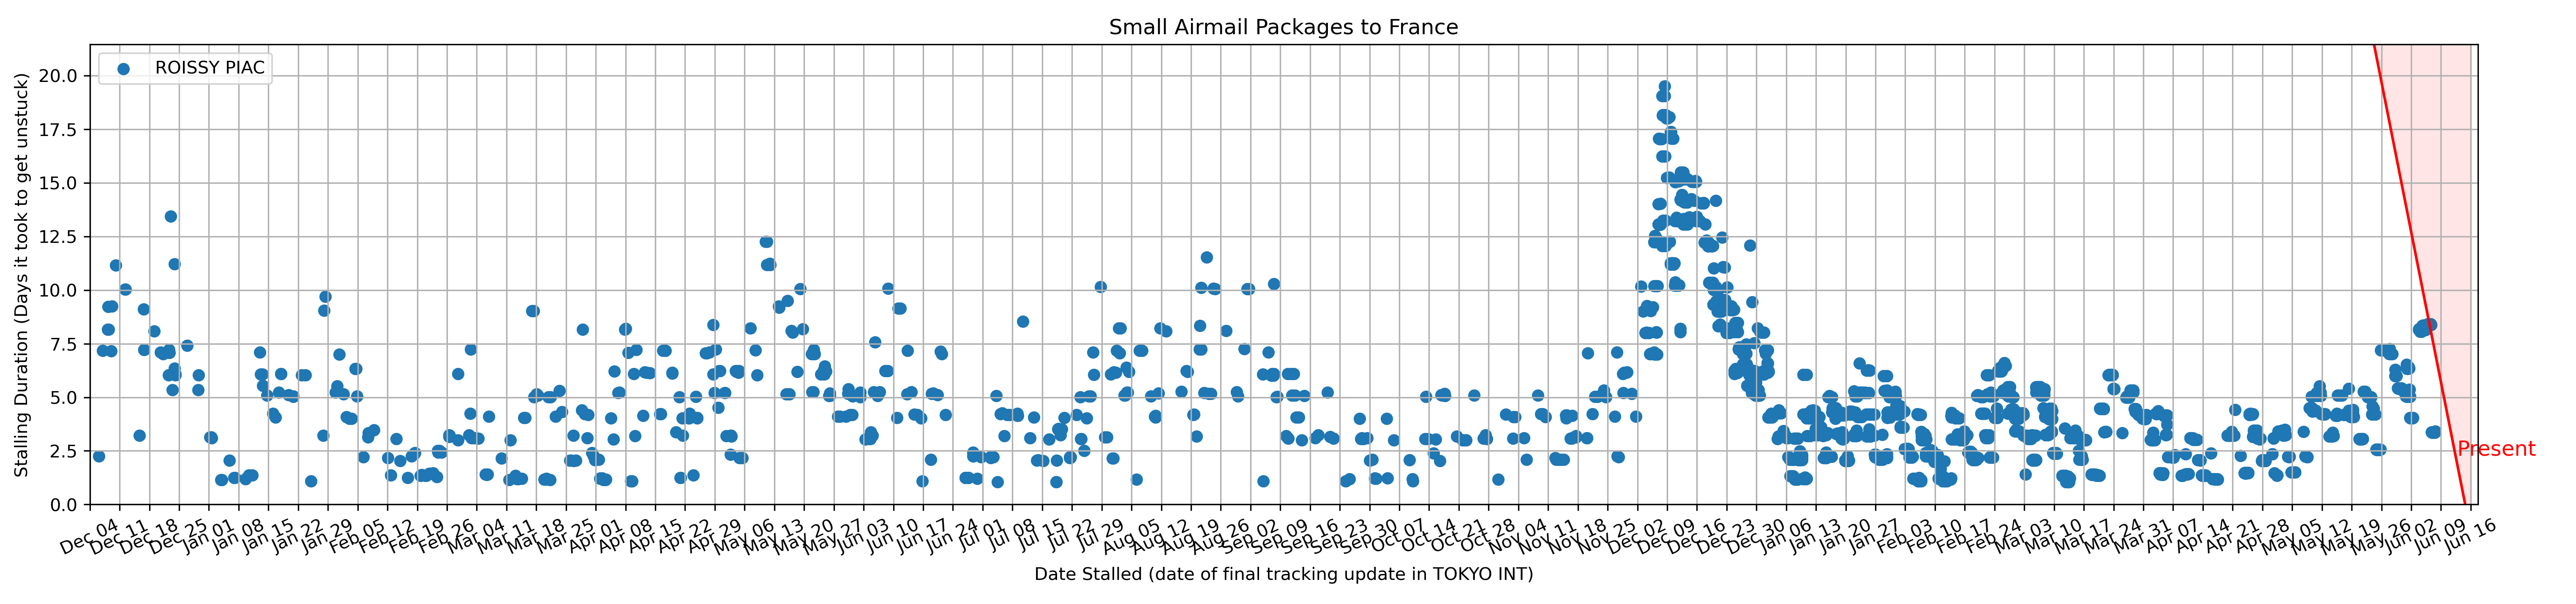 Small Airmail Packages to France
ROISSY PIAC
Stalling Duration (Days it took to get unstuck)
20.0
17.5
15.0
12.5
10.0
7.5
5.0
2.5
0.0
Present
Dec 04 Dec 11 Dec 18 Dec 25 Jan 01 Jan 08 Jan 15 Jan 22 Jan 29 Feb 05 Feb 12 Feb 19 Feb 26 Mar 04 Mar 11 Mar 18 Mar 25 Apr 01 Apr 08 Apr 15 Apr 22 Apr 29 May 06 May 13 May 20 May 27 Jun 03 Jun 10 Jun 17 Jun 24 Jul 01 Jul 08 Jul 15 Jul 22 Jul 29 Aug 05 Aug 12 Aug 19 Aug 26 Sep 02 Sep 09 Sep 16 Sep 23 Sep 30 Oct 07 Oct 14 Oct 21 Oct 28 Nov 04 Nov 11 Nov 18 Nov 25 Dec 02 Dec 09 Dec 16 Dec 23 Dec 30 Jan 06 Jan 13 Jan 20 Jan 27 Feb 03 Feb 10 Feb 17 Feb 24 Mar 03 Mar 10 Mar 17 Mar 24 Mar 31 Apr 07 Apr 14 Apr 21 Apr 28 May 05 May 12 May 19 May 26 Jun 02 Jun 09 Jun 16
Date Stalled (date of final tracking update in TOKYO INT)